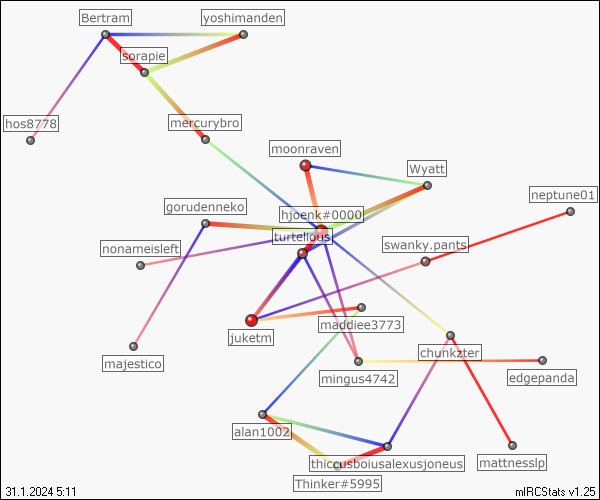 Bertram
yoshimanden
sorapie
hos8778
mercurybro
moonraven
Wyatt
neptune01
gorudenneko
hjoenk#0000
turtellous
nonameisleft
swanky.pants
maddiee3773
juketm
chunkzter
majestico
mingus4742
edgepanda
alan1002
thiccusboiusalexusjoneus
mattnesslp
Thinker#5995
31.1.2024 5:11
mIRCStats v1.25